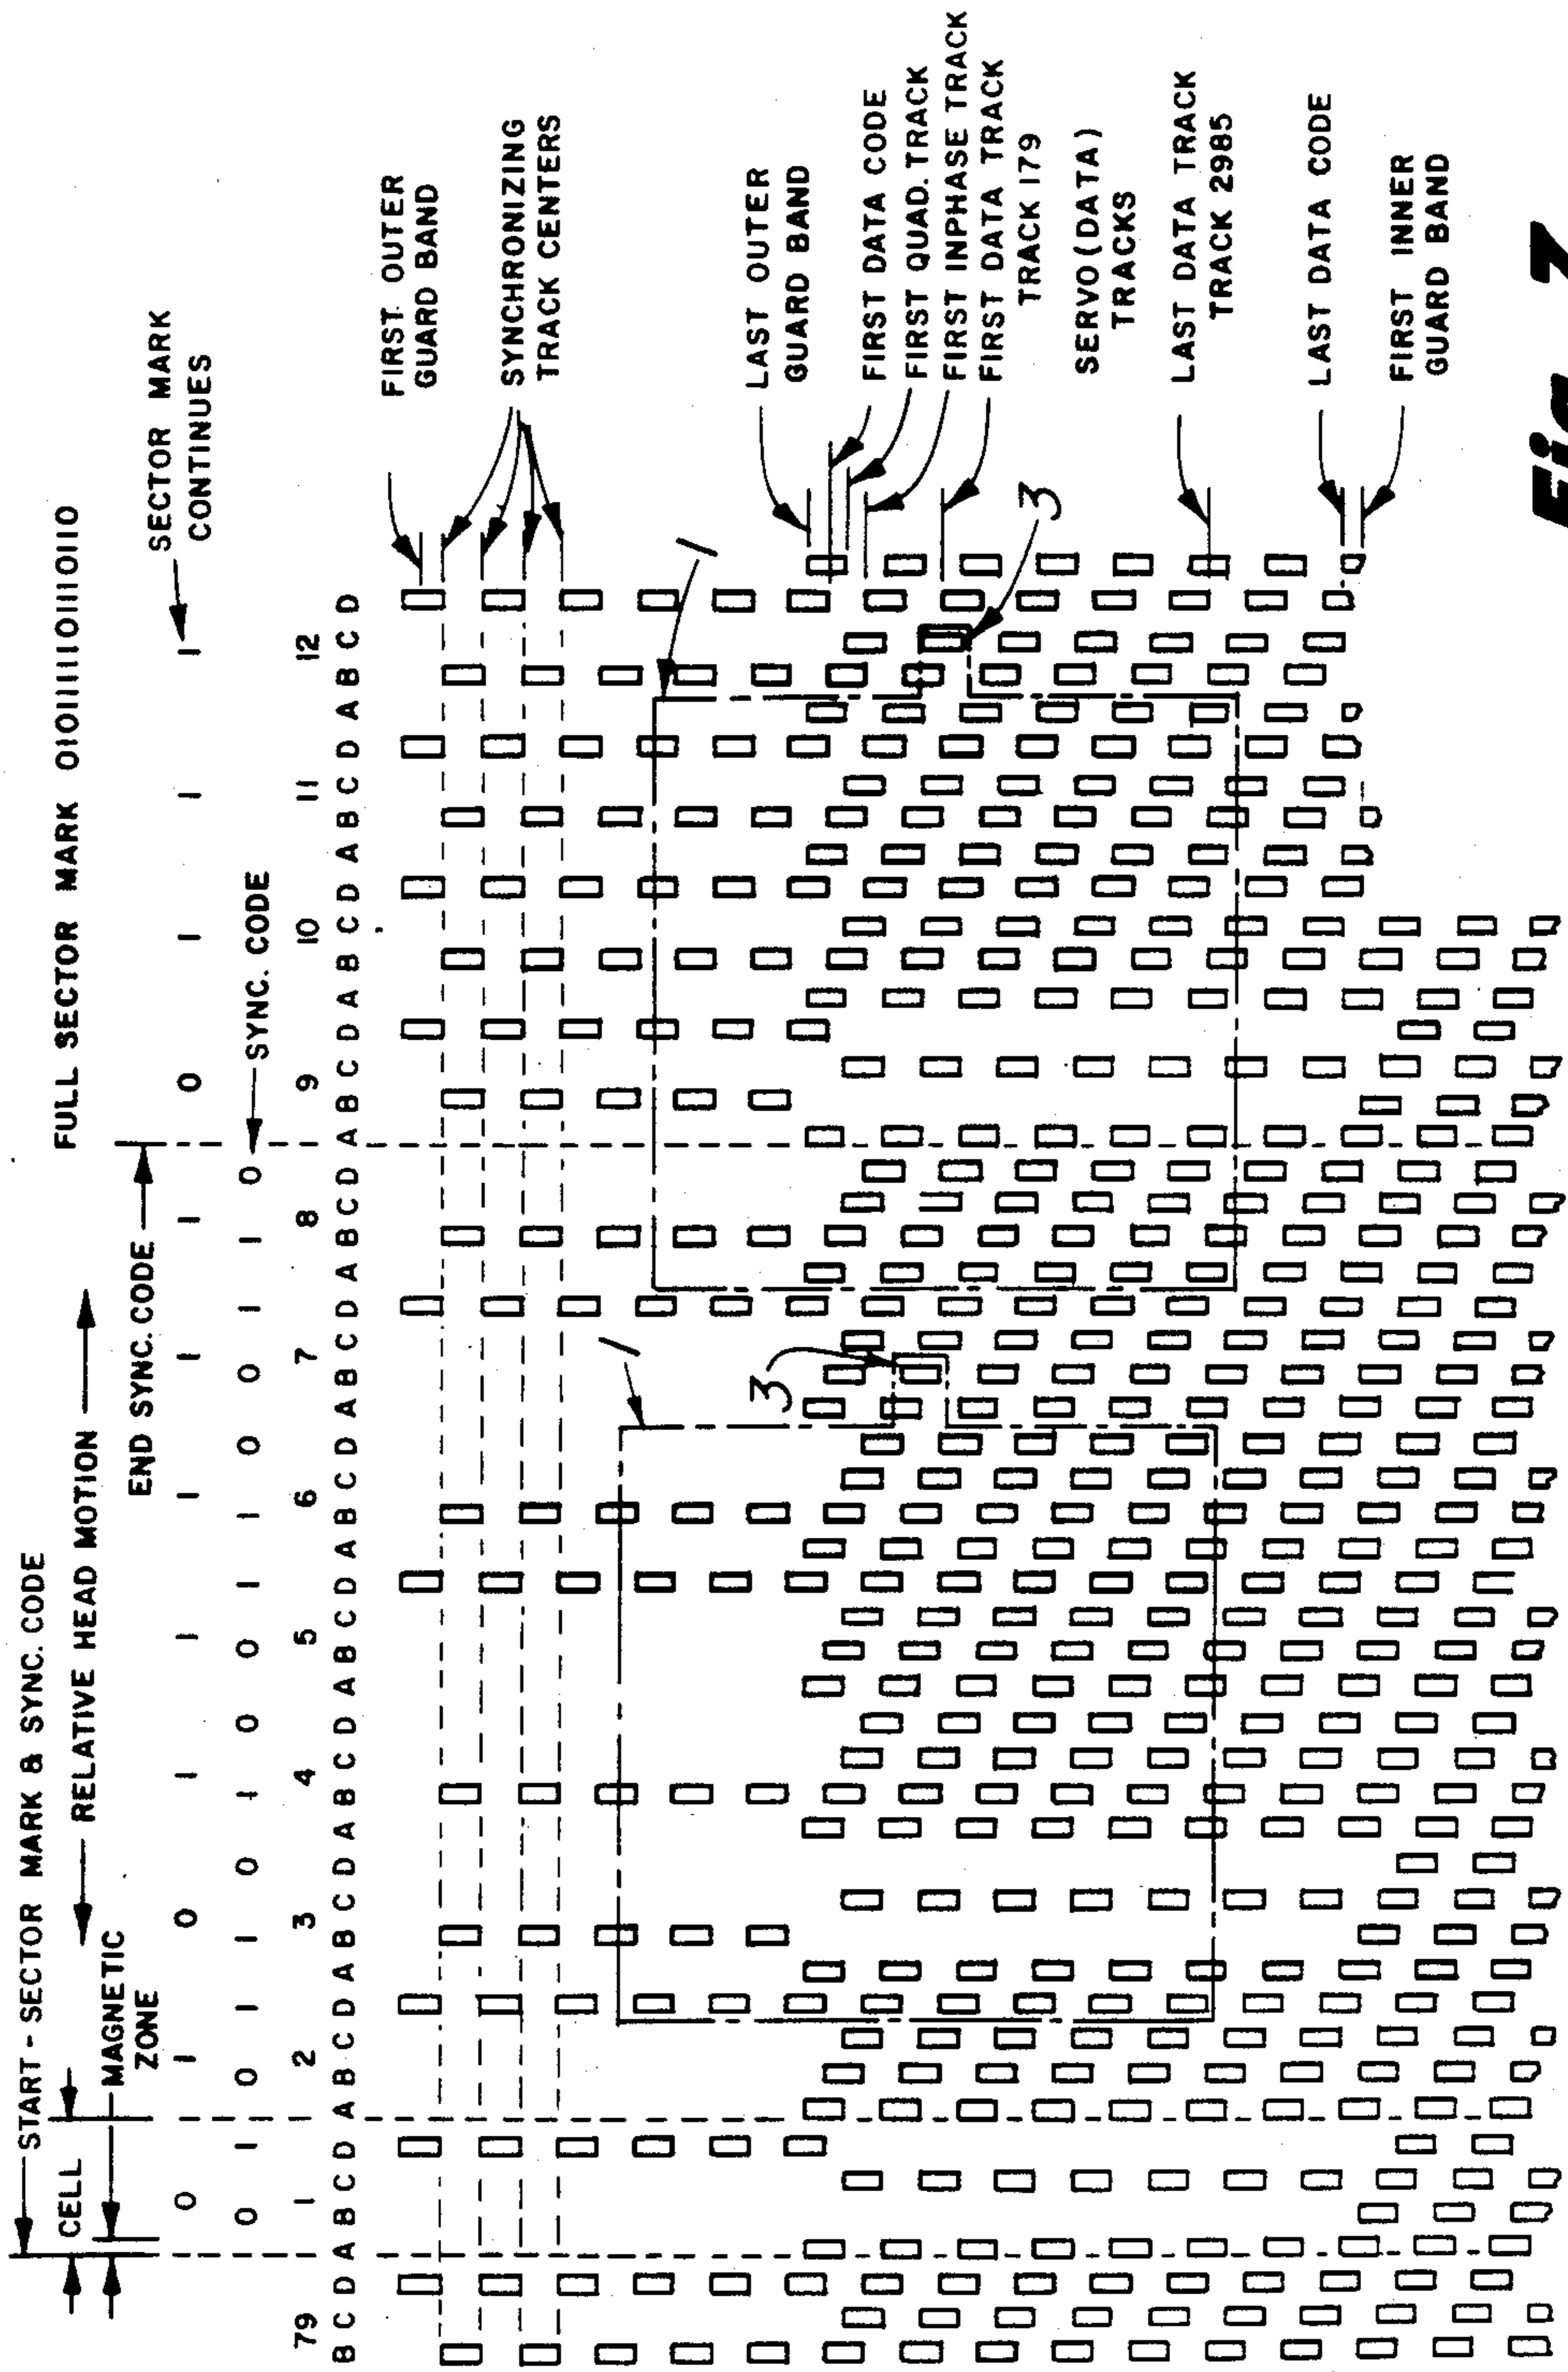 START-SECTOR MARK & SYNC. CODE
FULL SECTOR MARK 0101111101110110
CELL
RELATIVE HEAD MOTION
MAGNETIC
ZONE
END SYNC. CODE
SECTOR MARK
CONTINUES
0 1 0 1 1 1 1 1 0 1 1 1
0 1 0 1 1 0 1 0 0 1 1 0 0 1 1 0
SYNC. CODE
79 1 2 3 4 5 6 7 8 9 10 11 12
B C D A B C D A B C D A B C D A B C D A B C D A B C D A B C D A B C D A B C D A B C D A B C D A B C D
FIRST OUTER
GUARD BAND
SYNCHRONIZING
TRACK CENTERS
1
1
3
3
LAST OUTER
GUARD BAND
FIRST DATA CODE
FIRST QUAD. TRACK
FIRST INPHASE TRACK
FIRST DATA TRACK
TRACK 179
SERVO (DATA)
TRACKS
LAST DATA TRACK
TRACK 2985
LAST DATA CODE
FIRST INNER
GUARD BAND